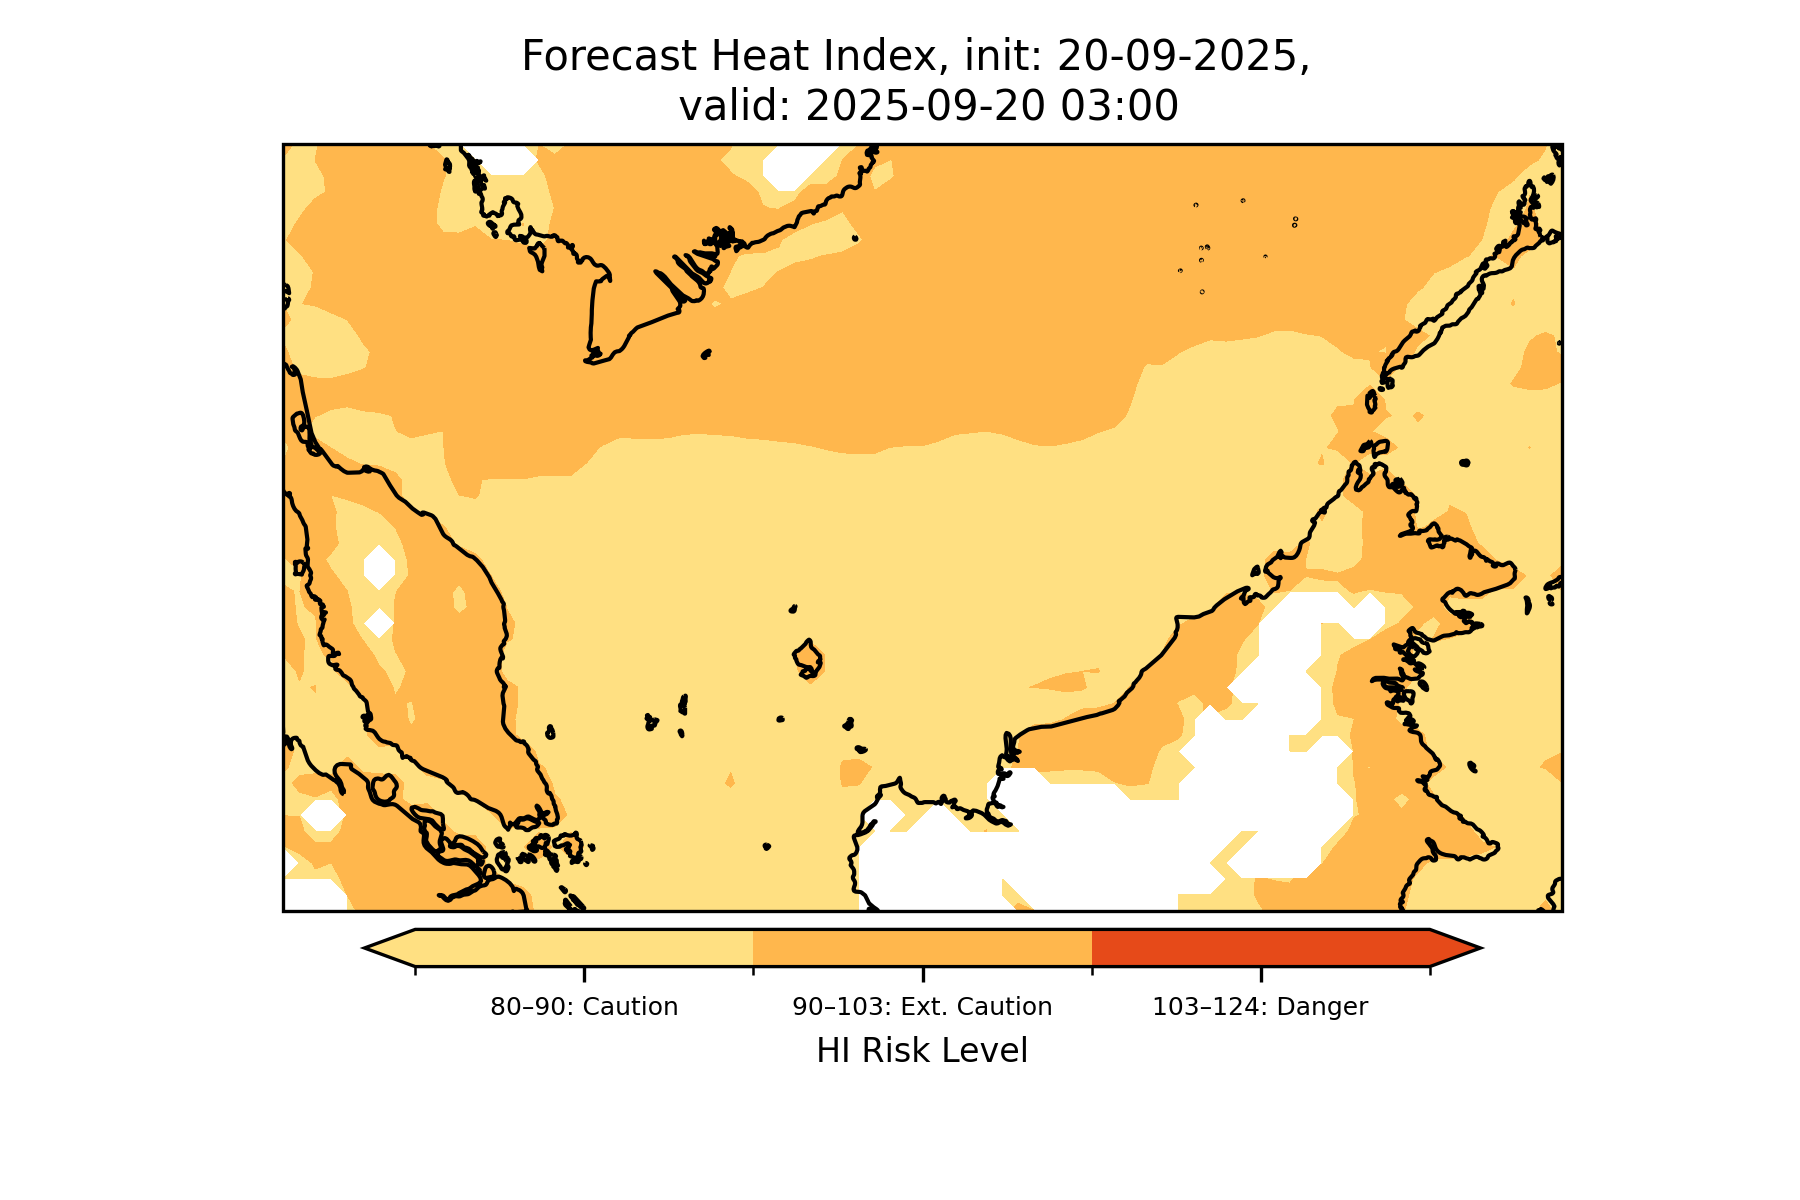 Forecast Heat Index, init: 20-09-2025,
valid: 2025-09-20 03:00
80–90: Caution
90–103: Ext. Caution
103–124: Danger
HI Risk Level